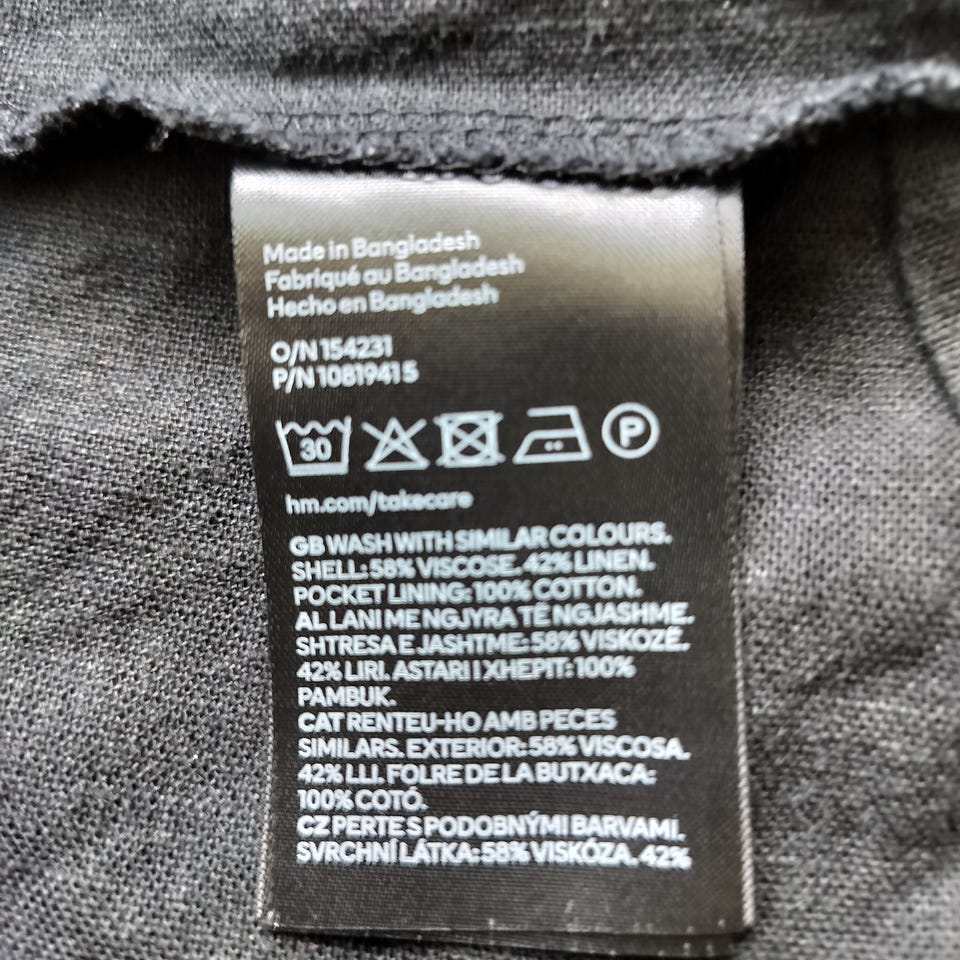 Made in Bangladesh
Fabriqué au Bangladesh
Hecho en Bangladesh
O/N 154231
P/N 1081941 5
30 P
hm.com/takecare
GB WASH WITH SIMILAR COLOURS.
SHELL: 58% VISCOSE. 42% LINEN.
POCKET LINING: 100% COTTON.
AL LANI ME NGJYRA TË NGJASHME.
SHTRESA E JASHTME: 58% VISKOZË.
42% LIRI. ASTARI I XHEPIT: 100%
PAMBUK.
CAT RENTEU-HO AMB PECES
SIMILARS. EXTERIOR: 58% VISCOSA.
42% LLI. FOLRE DE LA BUTXACA:
100% COTÓ.
CZ PERTE S PODOBNÝMI BARVAMI.
SVRCHNÍ LÁTKA: 58% VISKÓZA. 42%